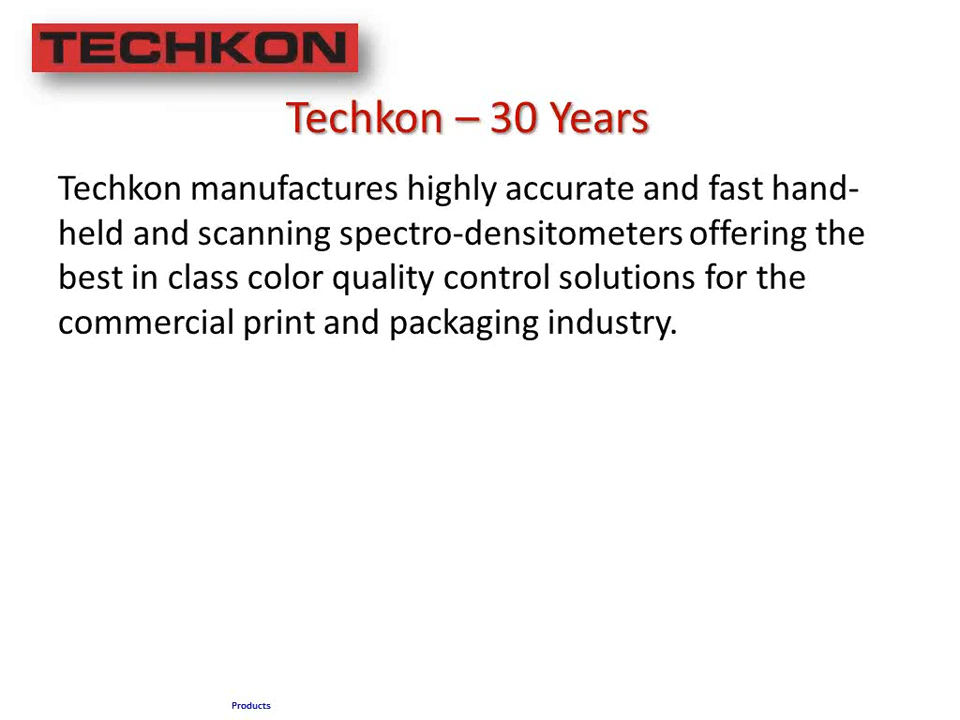 TECHKON
Techkon – 30 Years
Techkon manufactures highly accurate and fast hand-
held and scanning spectro-densitometers offering the
best in class color quality control solutions for the
commercial print and packaging industry.
Products